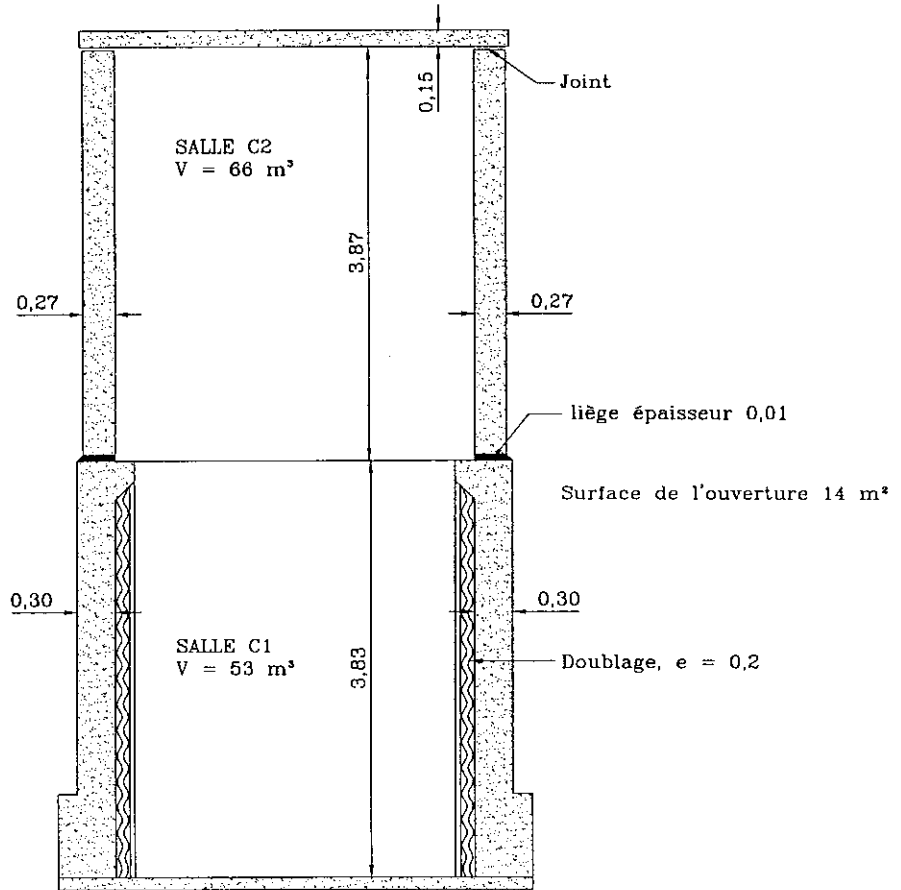 Joint
0,15
SALLE C2
V = 66 m³
3,87
0,27
0,27
liège épaisseur 0,01
Surface de l'ouverture 14 m²
0,30
0,30
SALLE C1
V = 53 m³
3,83
Doublage, e = 0,2